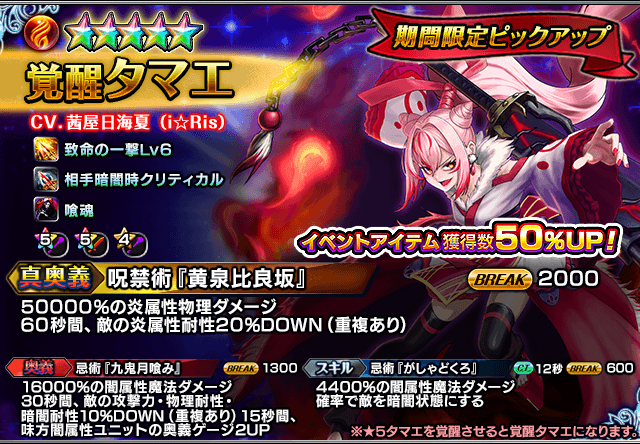 期間限定ピックアップ
覚醒タマエ
CV.茜屋日海夏(i☆Ris)
致命の一撃Lv6
相手暗闇時クリティカル
喰魂
5 5 4
イベントアイテム獲得数50%UP!
真奥義 呪禁術『黄泉比良坂』 BREAK 2000
50000%の炎属性物理ダメージ
60秒間、敵の炎属性耐性20%DOWN(重複あり)
奥義 忌術『九鬼月喰み』 BREAK 1300
16000%の闇属性魔法ダメージ
30秒間、敵の攻撃力・物理耐性・
暗闇耐性10%DOWN(重複あり)15秒間、
味方闇属性ユニットの奥義ゲージ2UP
スキル 忌術『がしゃどくろ』 C.T. 12秒 BREAK 600
4400%の闇属性魔法ダメージ
確率で敵を暗闇状態にする
※★5タマエを覚醒させると覚醒タマエになります。